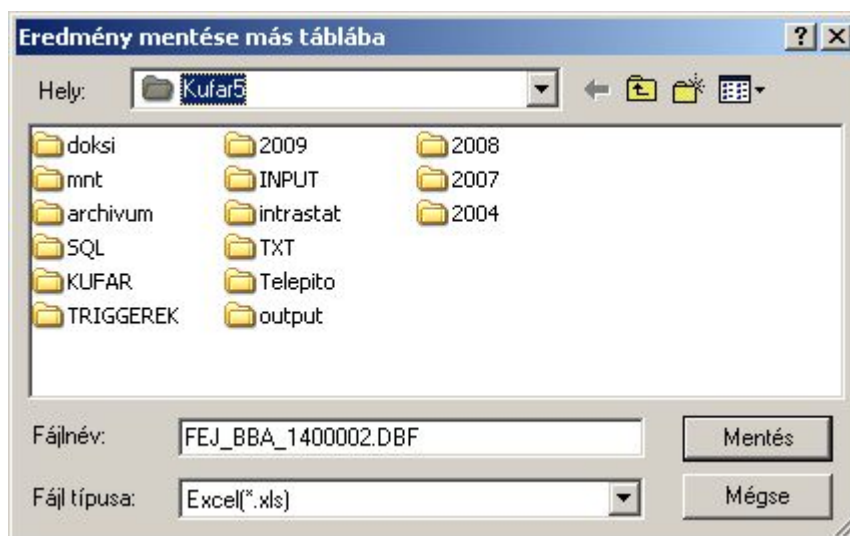 Eredmény mentése más táblába
Hely: Kufar5
doksi 2009 2008
mnt INPUT 2007
archivum intrastat 2004
SQL TXT
KUFAR Telepito
TRIGGEREK output
Fájlnév: FEJ_BBA_1400002.DBF Mentés
Fájl típusa: Excel(*.xls) Mégse